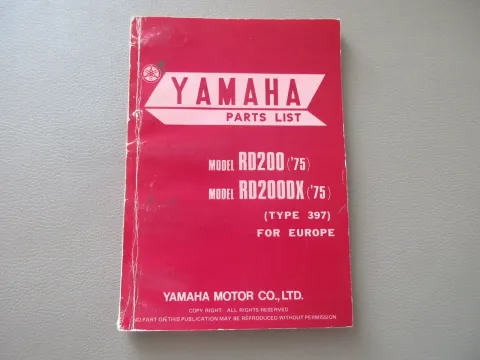 YAMAHA
PARTS LIST
MODEL RD200 ('75)
MODEL RD200DX ('75)
(TYPE 397)
FOR EUROPE
YAMAHA MOTOR CO., LTD.
COPY RIGHT: ALL RIGHTS RESERVED
NO PART OF THIS PUBLICATION MAY BE REPRODUCED WITHOUT PERMISSION